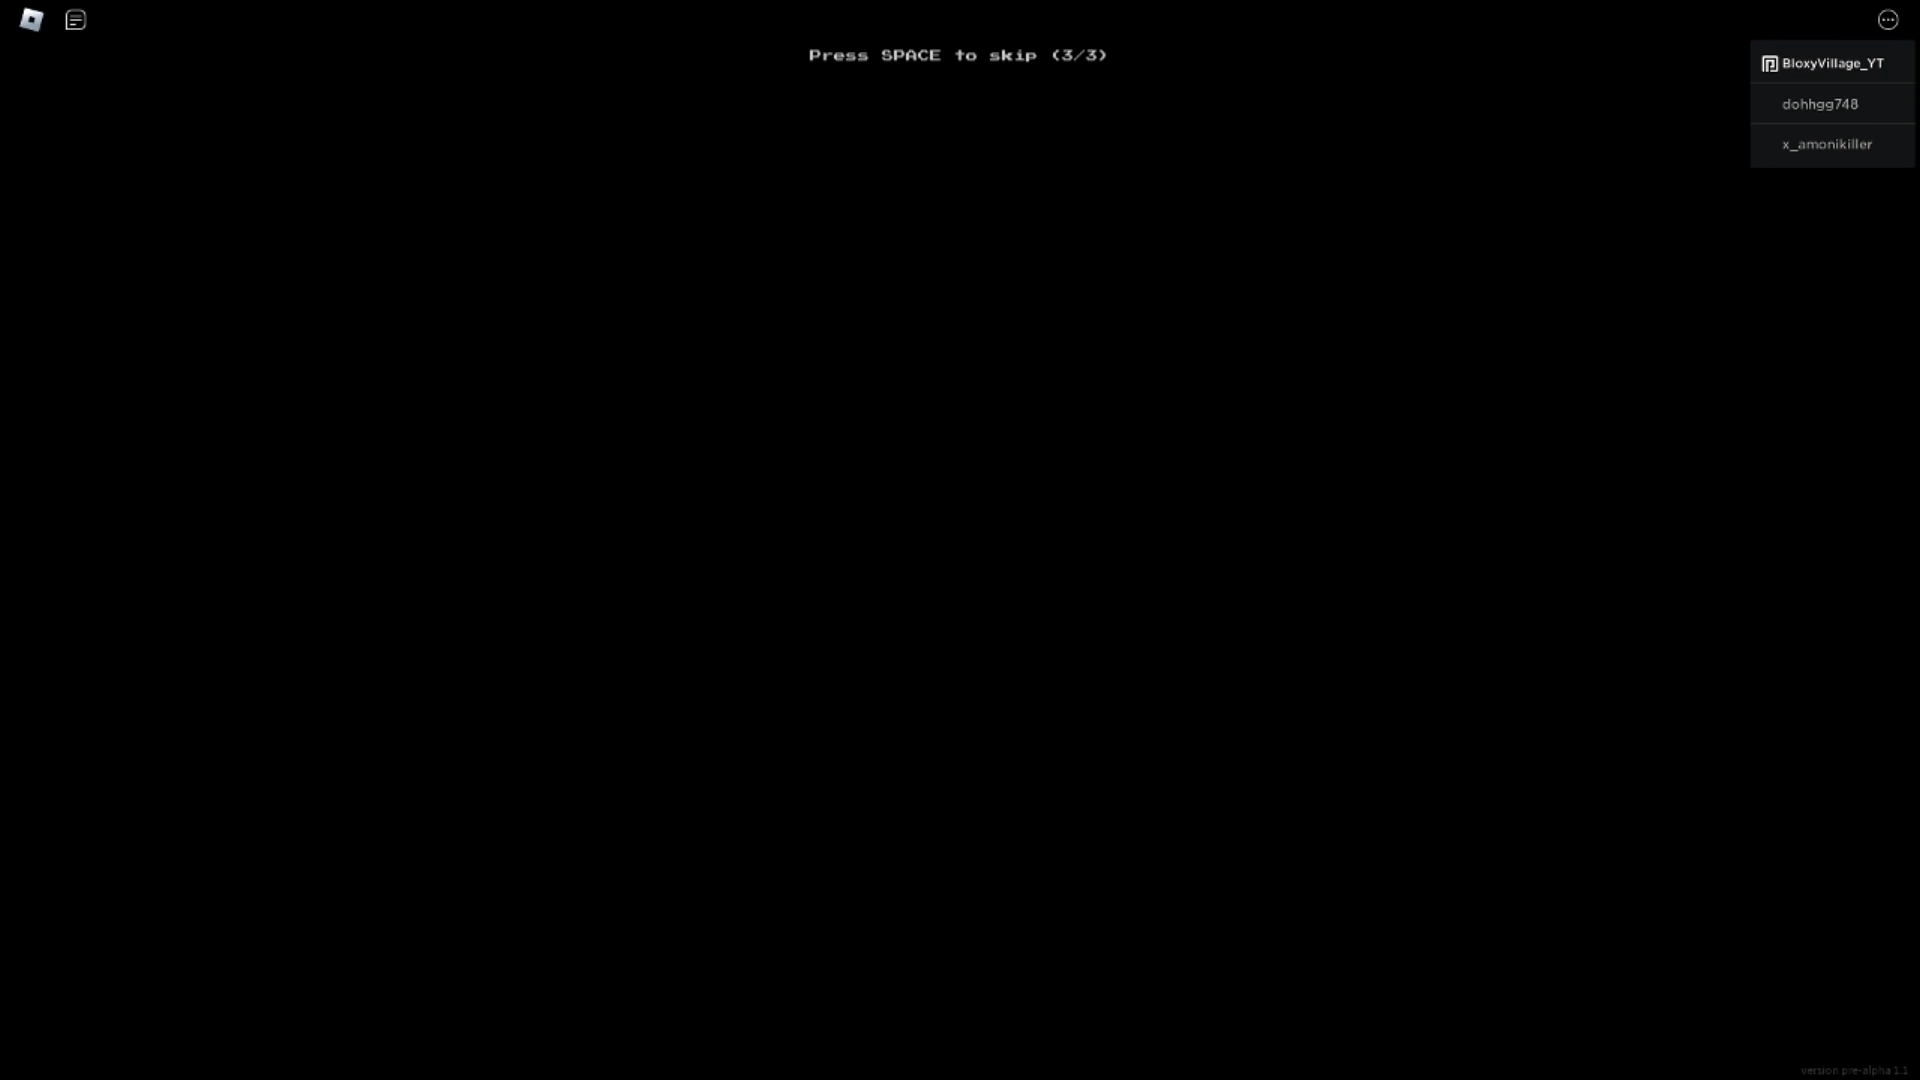 Press SPACE to skip (3/3)
BloxyVillage_YT
dohhgg748
x_amonikiller
version pre-alpha 1.1